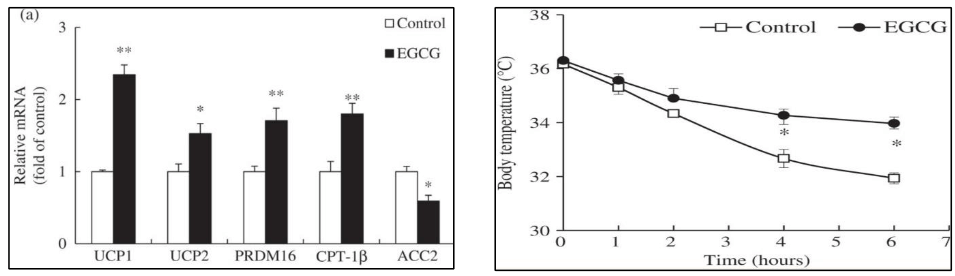 (a)
3
2
1
0
Relative mRNA
(fold of control)
Control
EGCG
**
*
**
**
*
UCP1 UCP2 PRDM16 CPT-1β ACC2
38
36
34
32
30
Body temperature (°C)
Control EGCG
*
*
0 1 2 3 4 5 6 7
Time (hours)